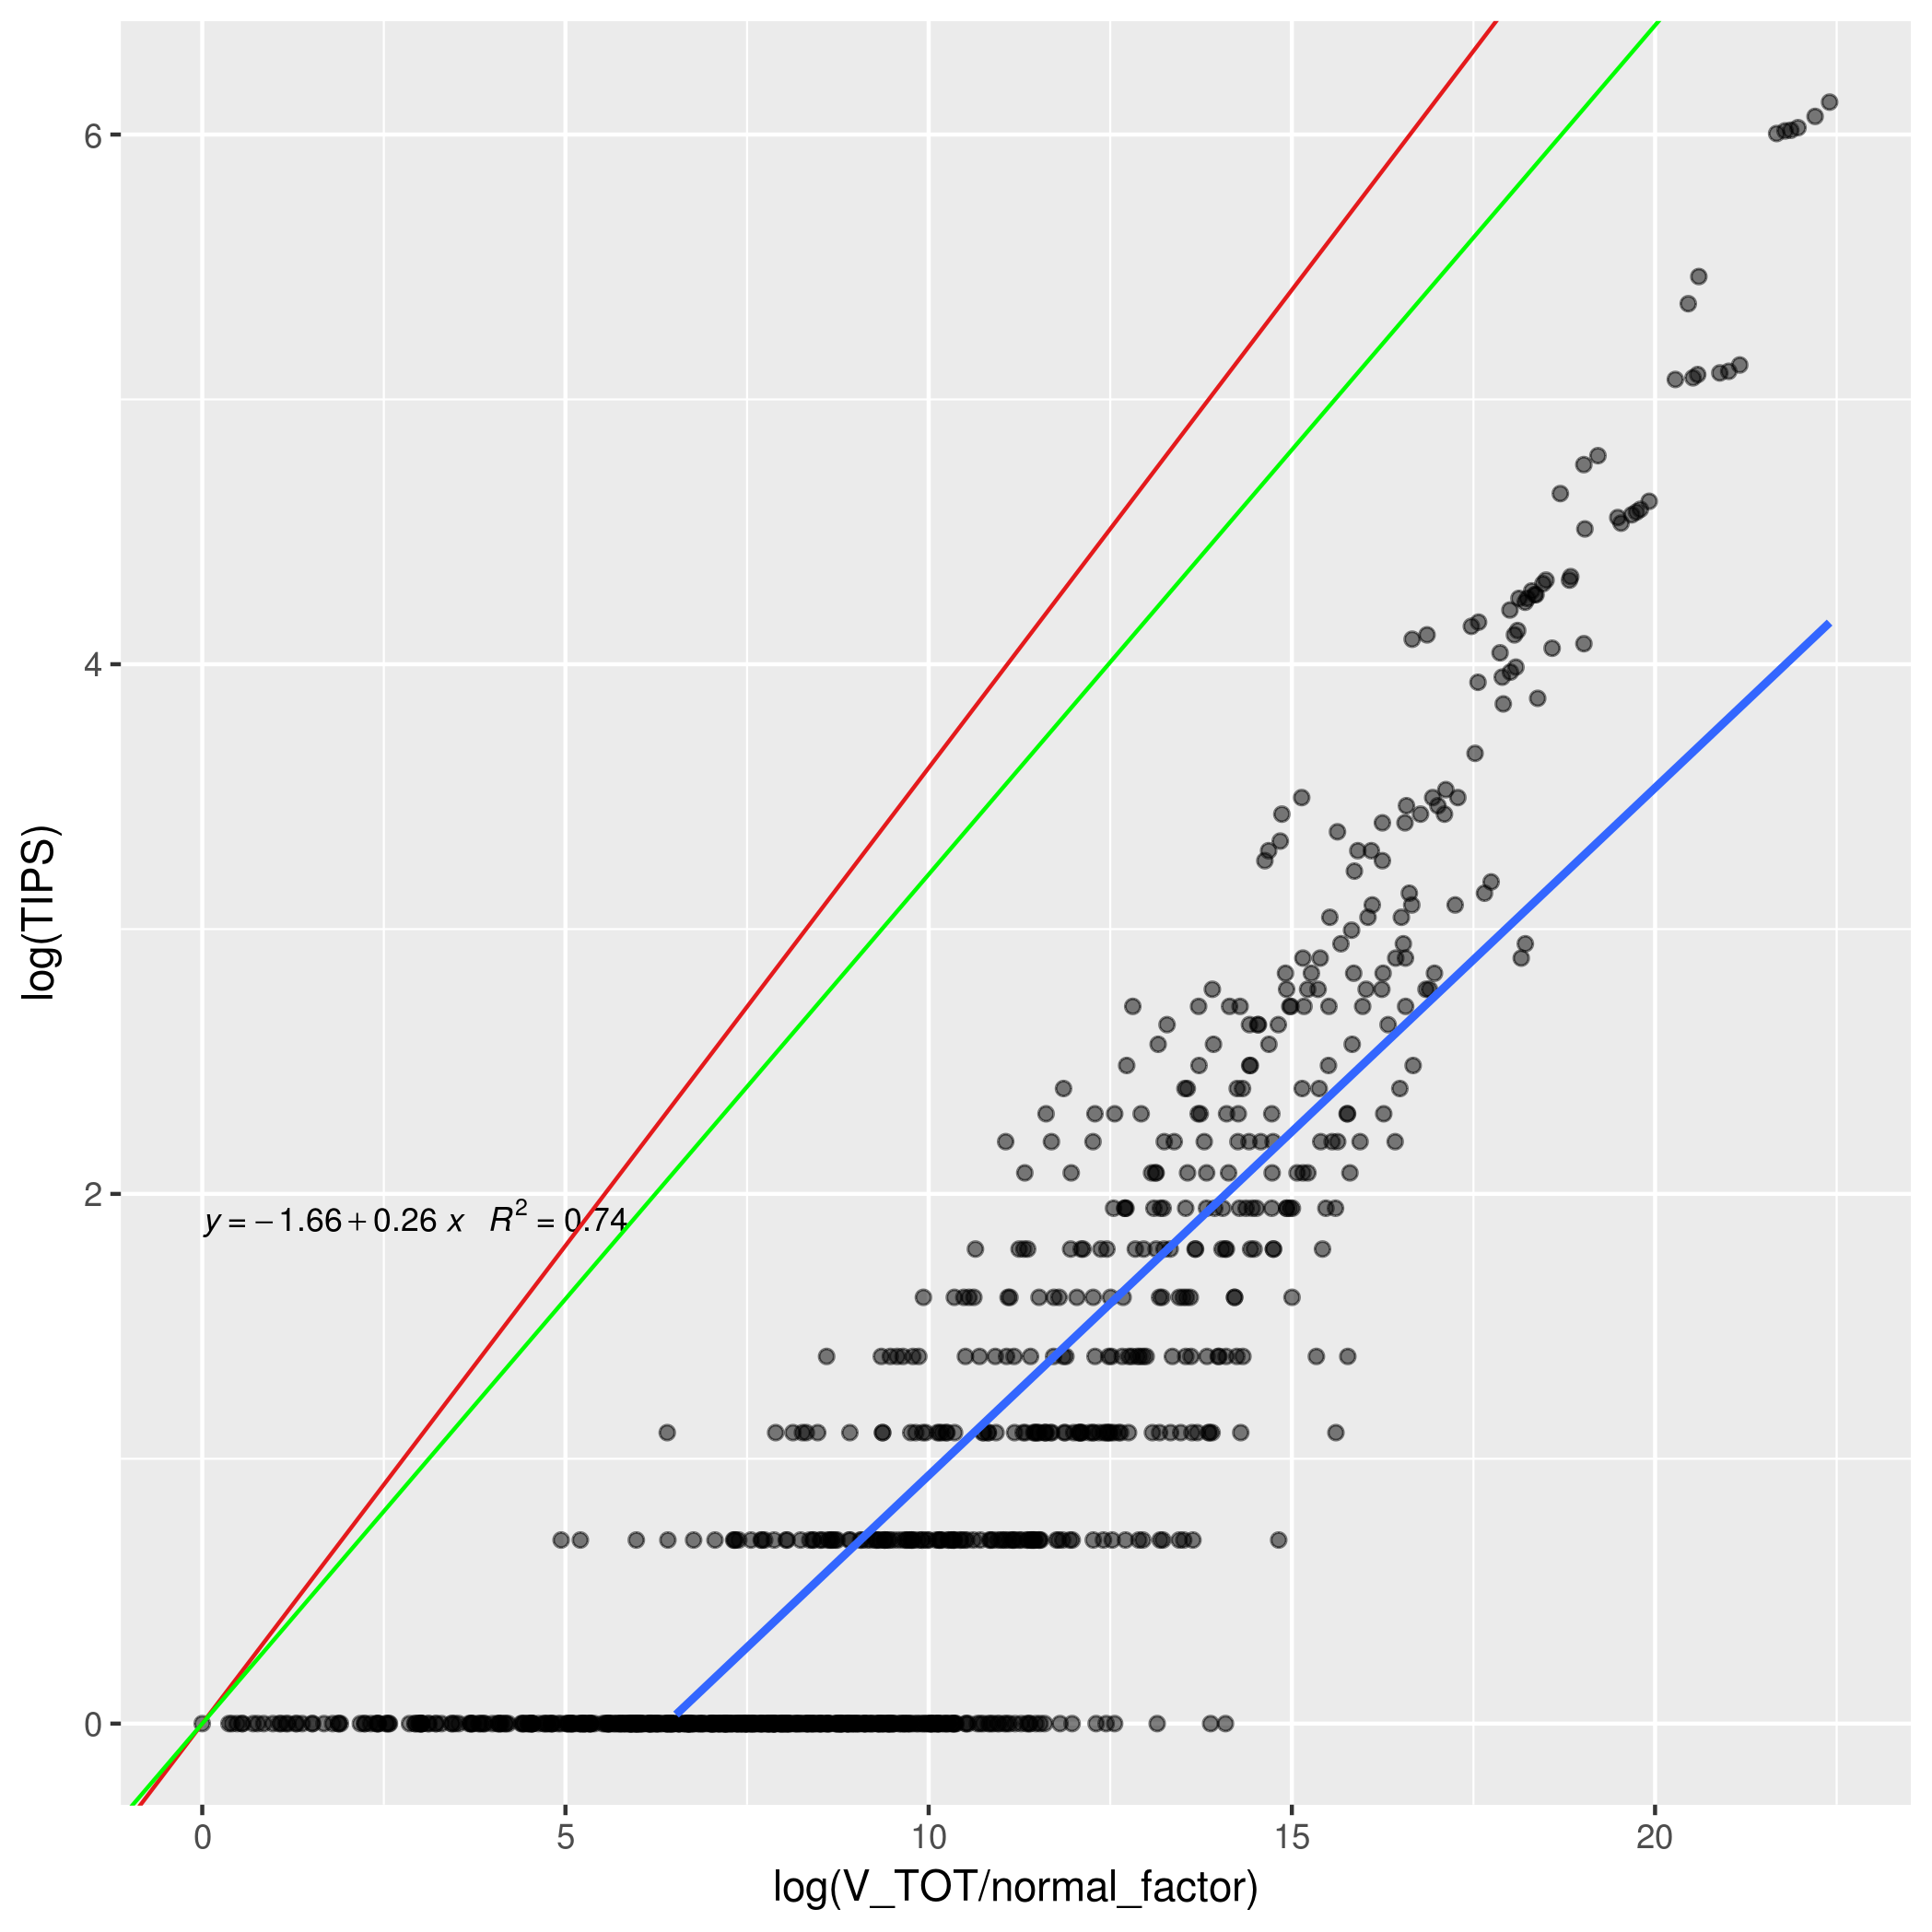 6
4
2
0
log(TIPS)
y = −1.66 + 0.26 x R² = 0.74
0 5 10 15 20
log(V_TOT/normal_factor)